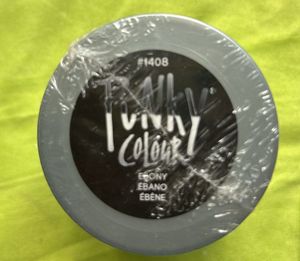 #1408
PUNKY
COLOUR
EBONY
ÉBANO
ÉBÈNE